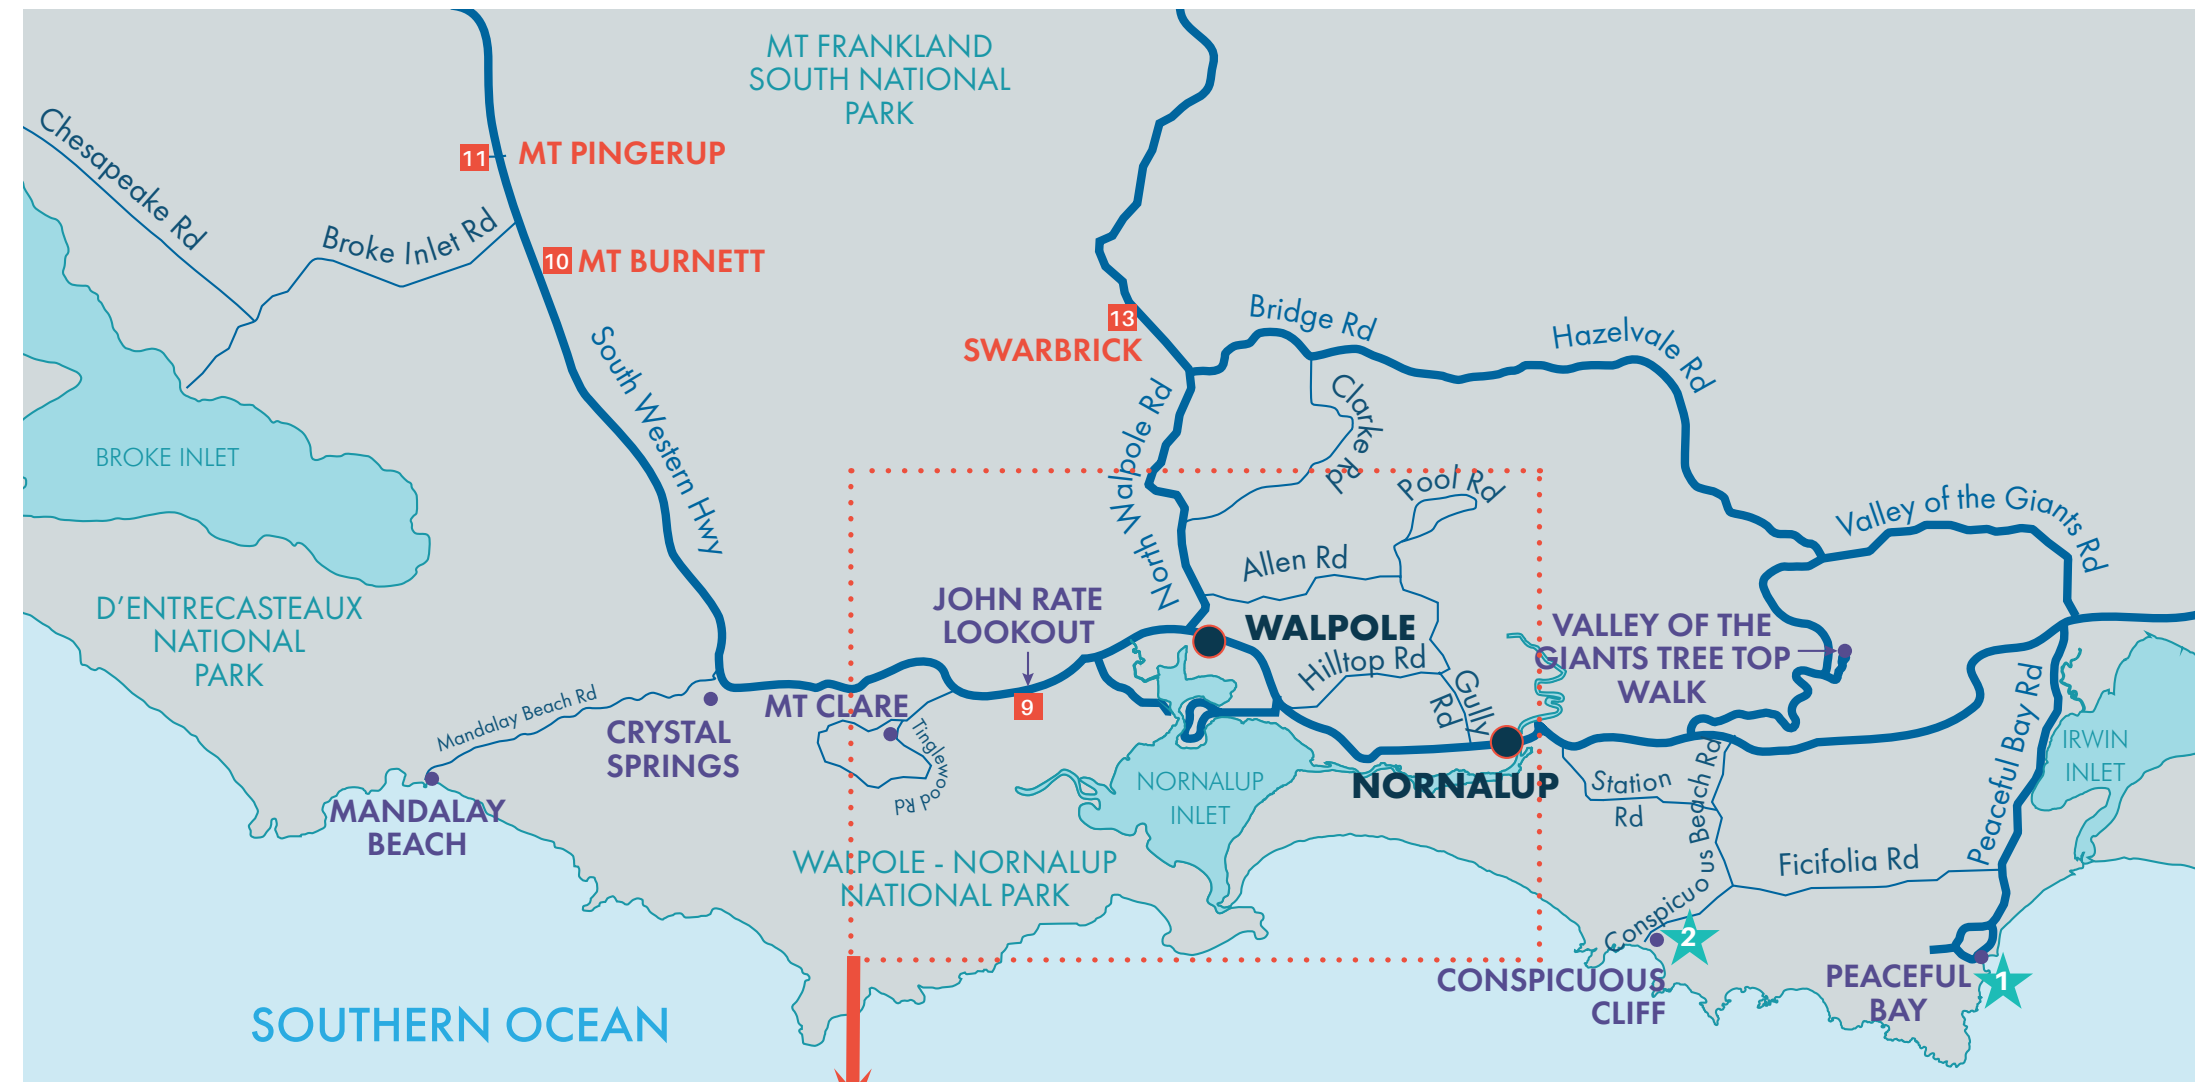 MT FRANKLAND
SOUTH NATIONAL
PARK
Chesapeake Rd
11
MT PINGERUP
Broke Inlet Rd
10
MT BURNETT
13
SWARBRICK
Bridge Rd
Hazelvale Rd
South Western Hwy
North Walpole Rd
Clarke Rd
BROKE INLET
Pool Rd
Valley of the Giants Rd
Allen Rd
D'ENTRECASTEAUX
NATIONAL
PARK
JOHN RATE
LOOKOUT
WALPOLE
VALLEY OF THE
GIANTS TREE TOP
WALK
Hilltop Rd
Gully
Rd
Mandalay Beach Rd
CRYSTAL
SPRINGS
MT CLARE
9
Tinglewood Rd
NORNALUP
INLET
NORNALUP
Station
Rd
Peaceful Bay Rd
IRWIN
INLET
MANDALAY
BEACH
WALPOLE - NORNALUP
NATIONAL PARK
Conspicuous Beach Rd
Ficifolia Rd
2
CONSPICUOUS
CLIFF
PEACEFUL
BAY
1
SOUTHERN OCEAN